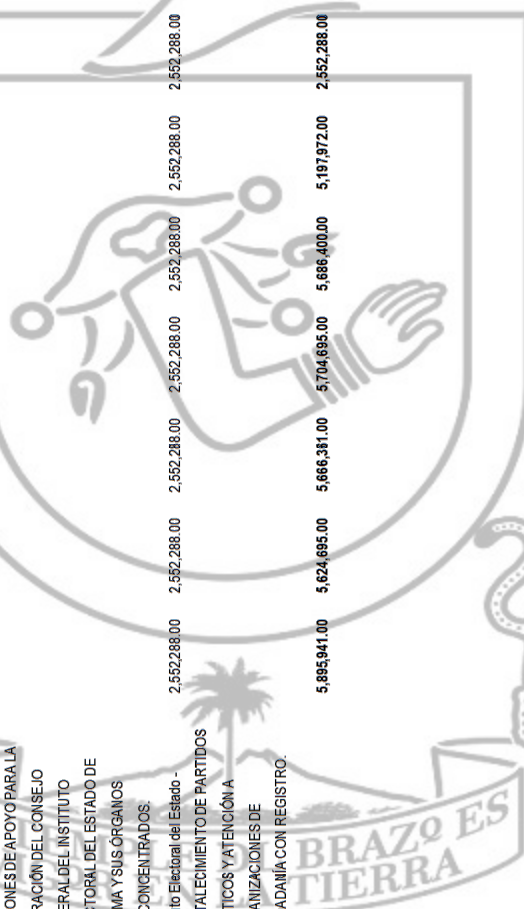 ONES DE APOYO PARA LA
RACIÓN DEL CONSEJO
ERAL DEL INSTITUTO
CTORAL DEL ESTADO DE
MA Y SUS ÓRGANOS
CONCENTRADOS.
to Electoral del Estado - 2,552,288.00 2,552,288.00 2,552,288.00 2,552,288.00 2,552,288.00 2,552,288.00 2,552,288.00
TALECIMIENTO DE PARTIDOS
TICOS Y ATENCIÓN A
ANIZACIONES DE
ADANÍA CON REGISTRO.
5,895,941.00 5,624,695.00 5,666,381.00 5,704,695.00 5,686,400.00 5,197,972.00 2,552,288.00
BRAZO ES
TIERRA